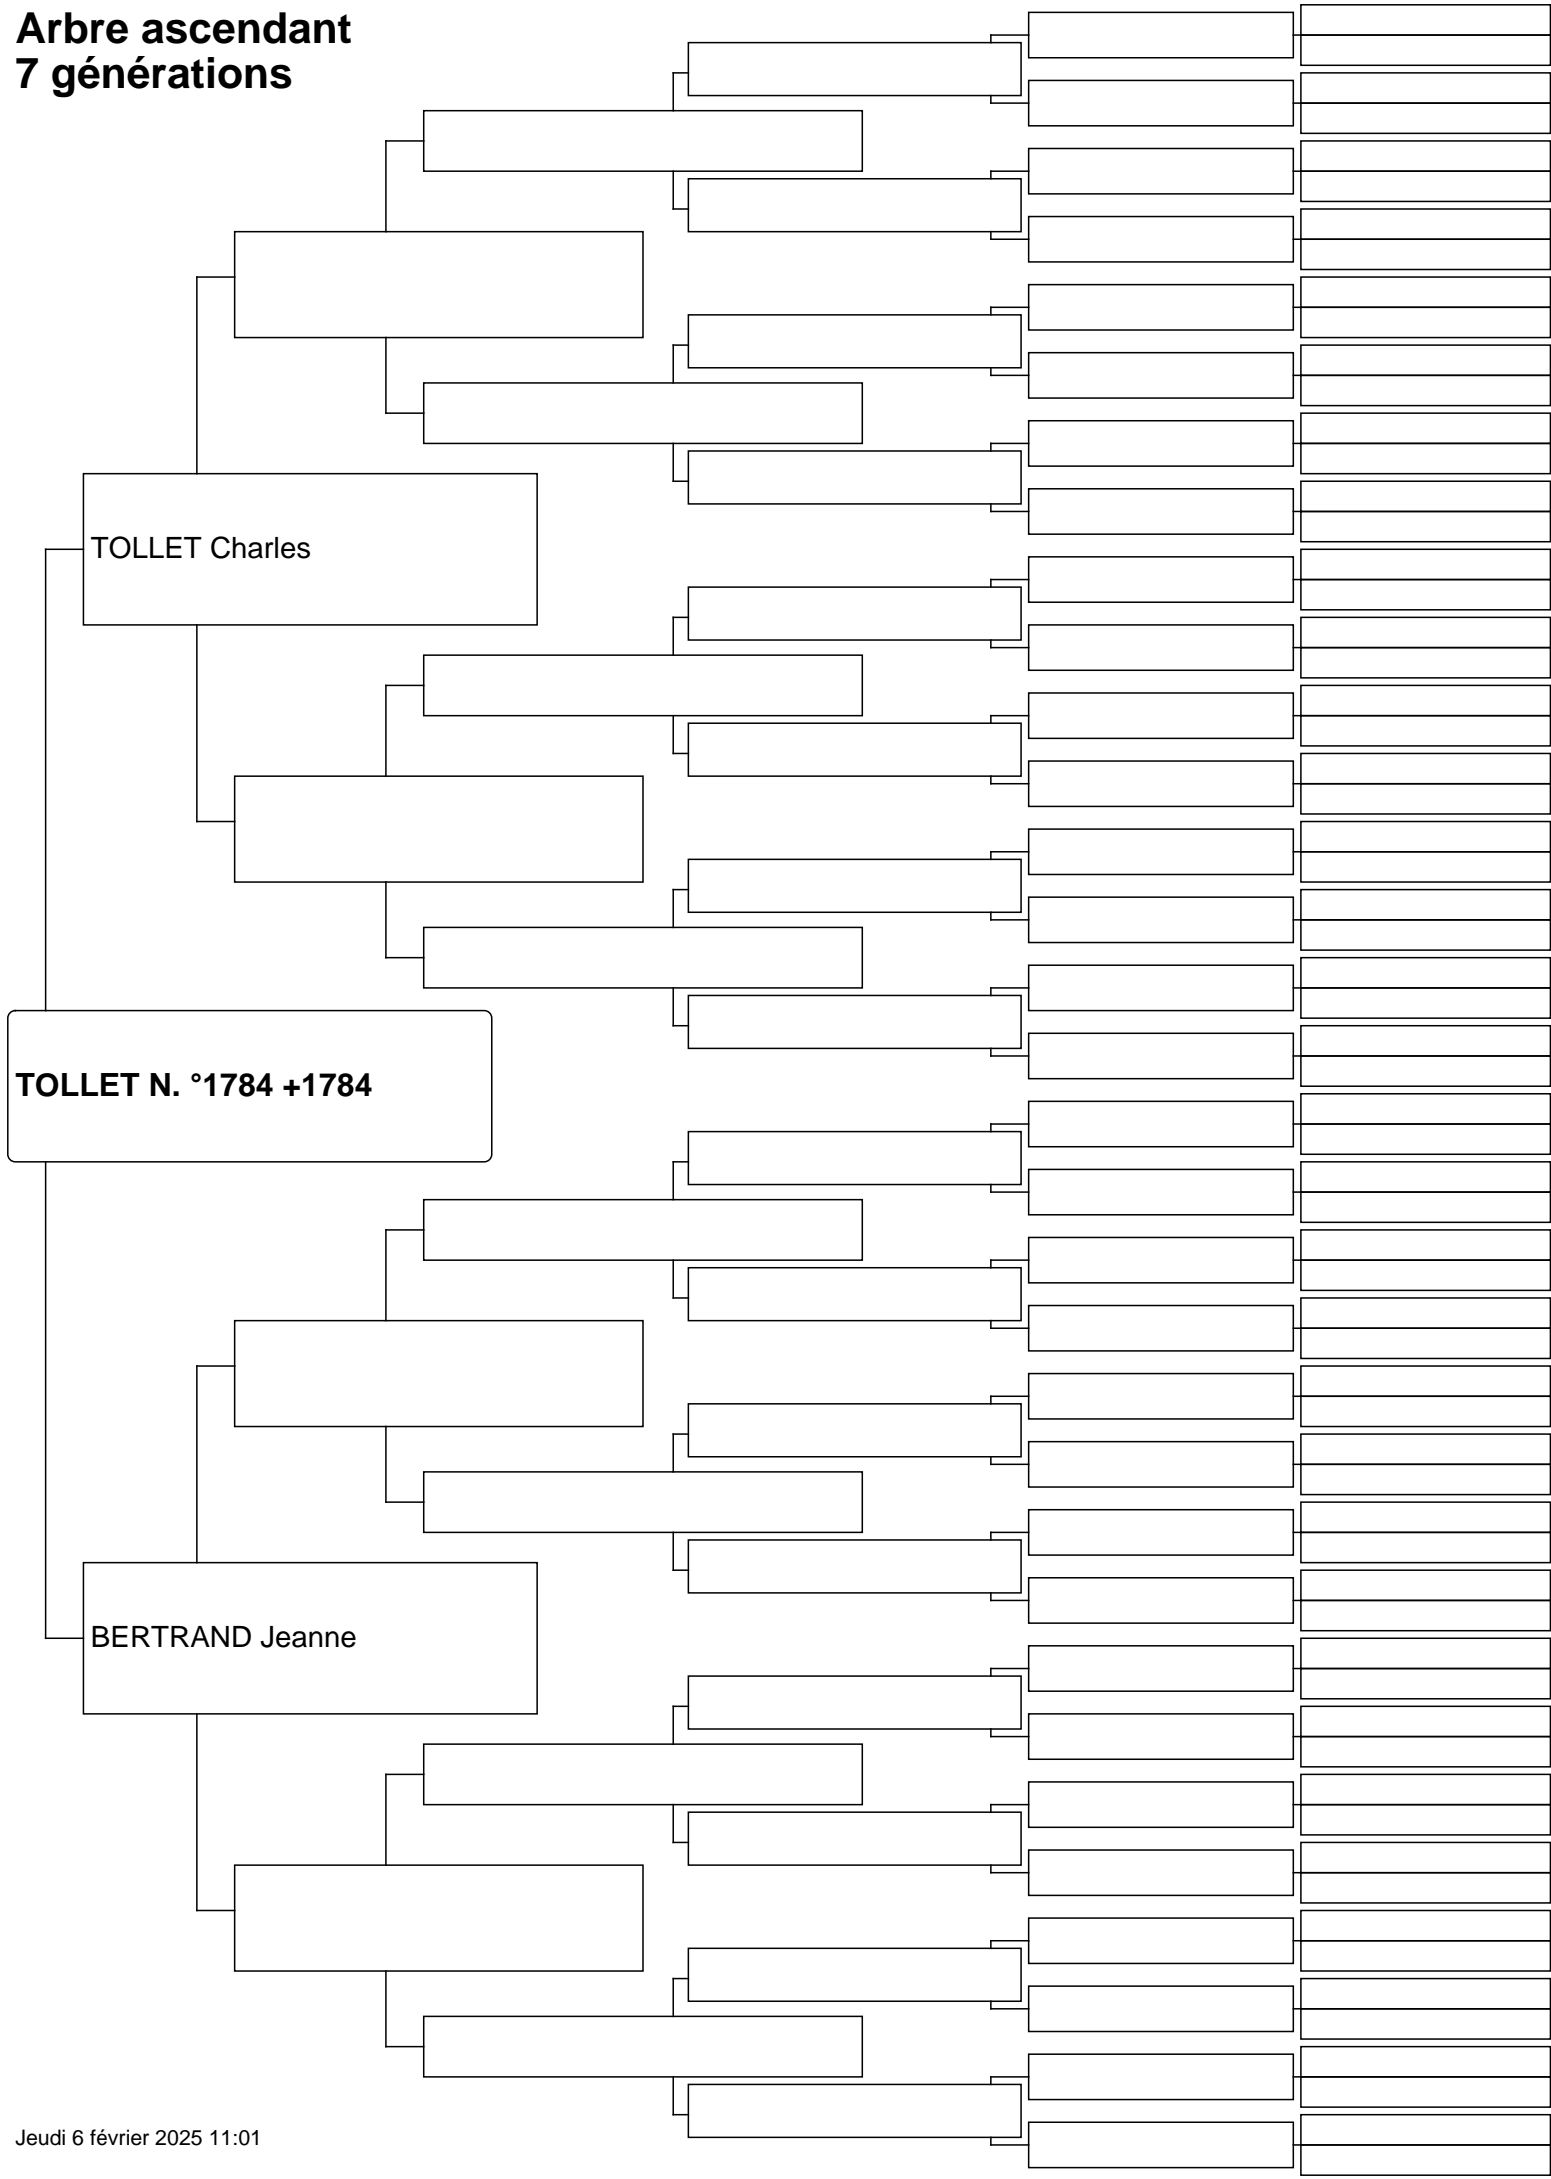 Arbre ascendant
7 générations
TOLLET Charles
TOLLET N. °1784 +1784
BERTRAND Jeanne
Jeudi 6 février 2025 11:01